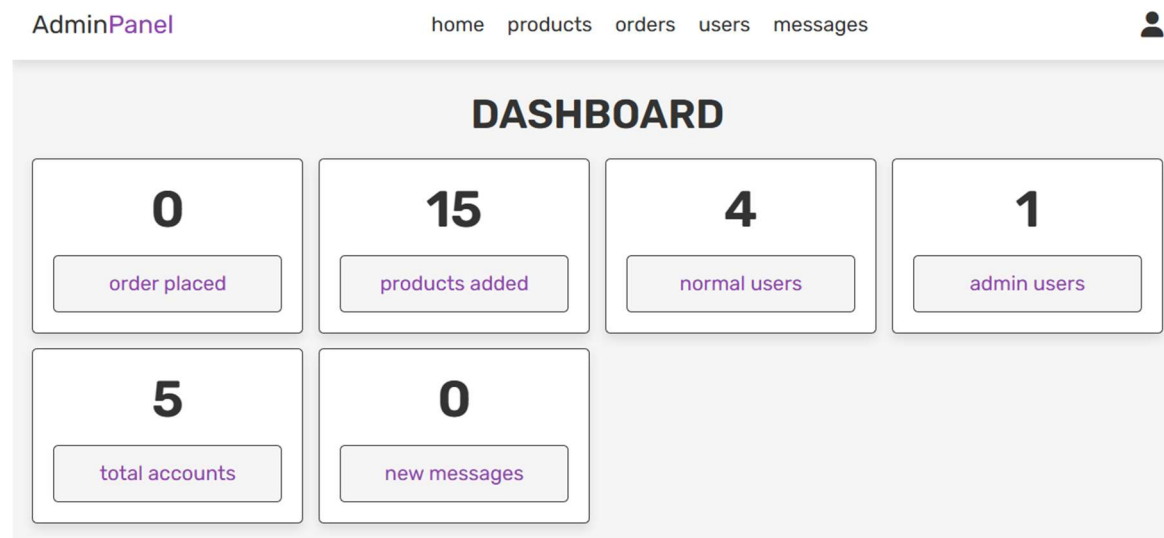 AdminPanel home products orders users messages
DASHBOARD
0 15 4 1
order placed products added normal users admin users
5 0
total accounts new messages